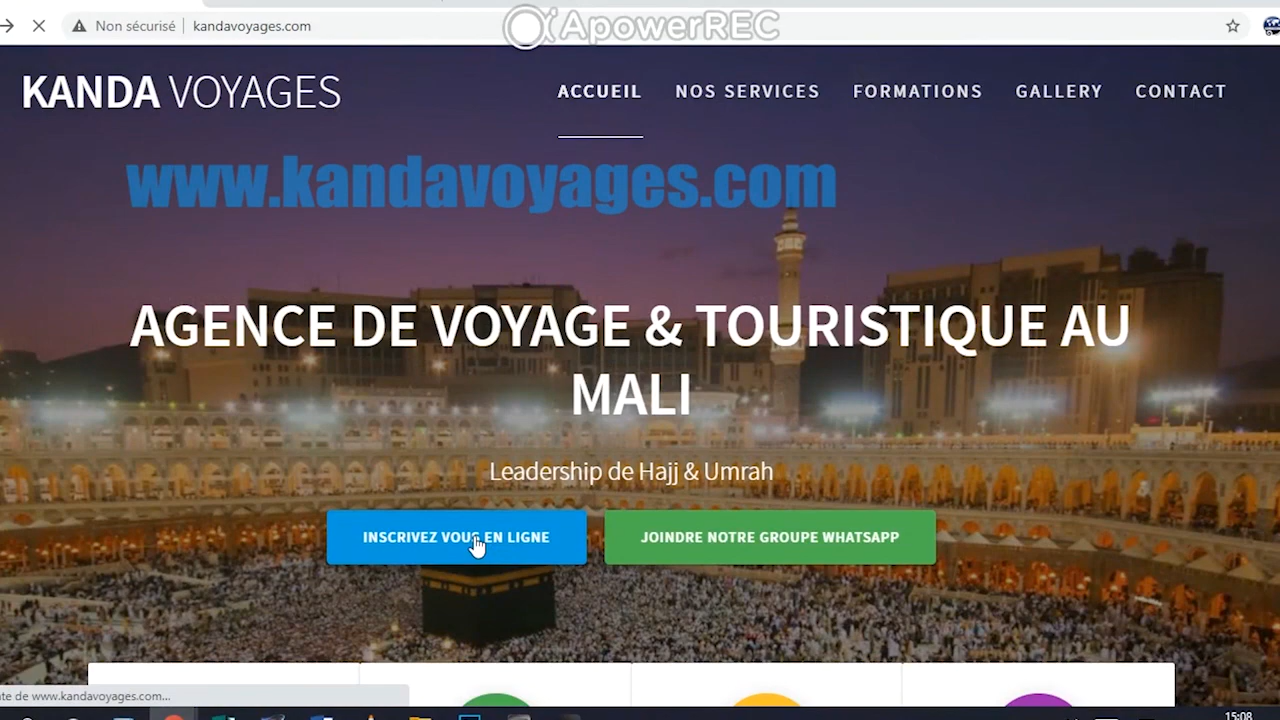 Non sécurisé | kandavoyages.com
ApowerREC
KANDA VOYAGES
ACCUEIL NOS SERVICES FORMATIONS GALLERY CONTACT
www.kandavoyages.com
AGENCE DE VOYAGE & TOURISTIQUE AU
MALI
Leadership de Hajj & Umrah
INSCRIVEZ VOUS EN LIGNE
JOINDRE NOTRE GROUPE WHATSAPP
de www.kandavoyages.com...
15:08